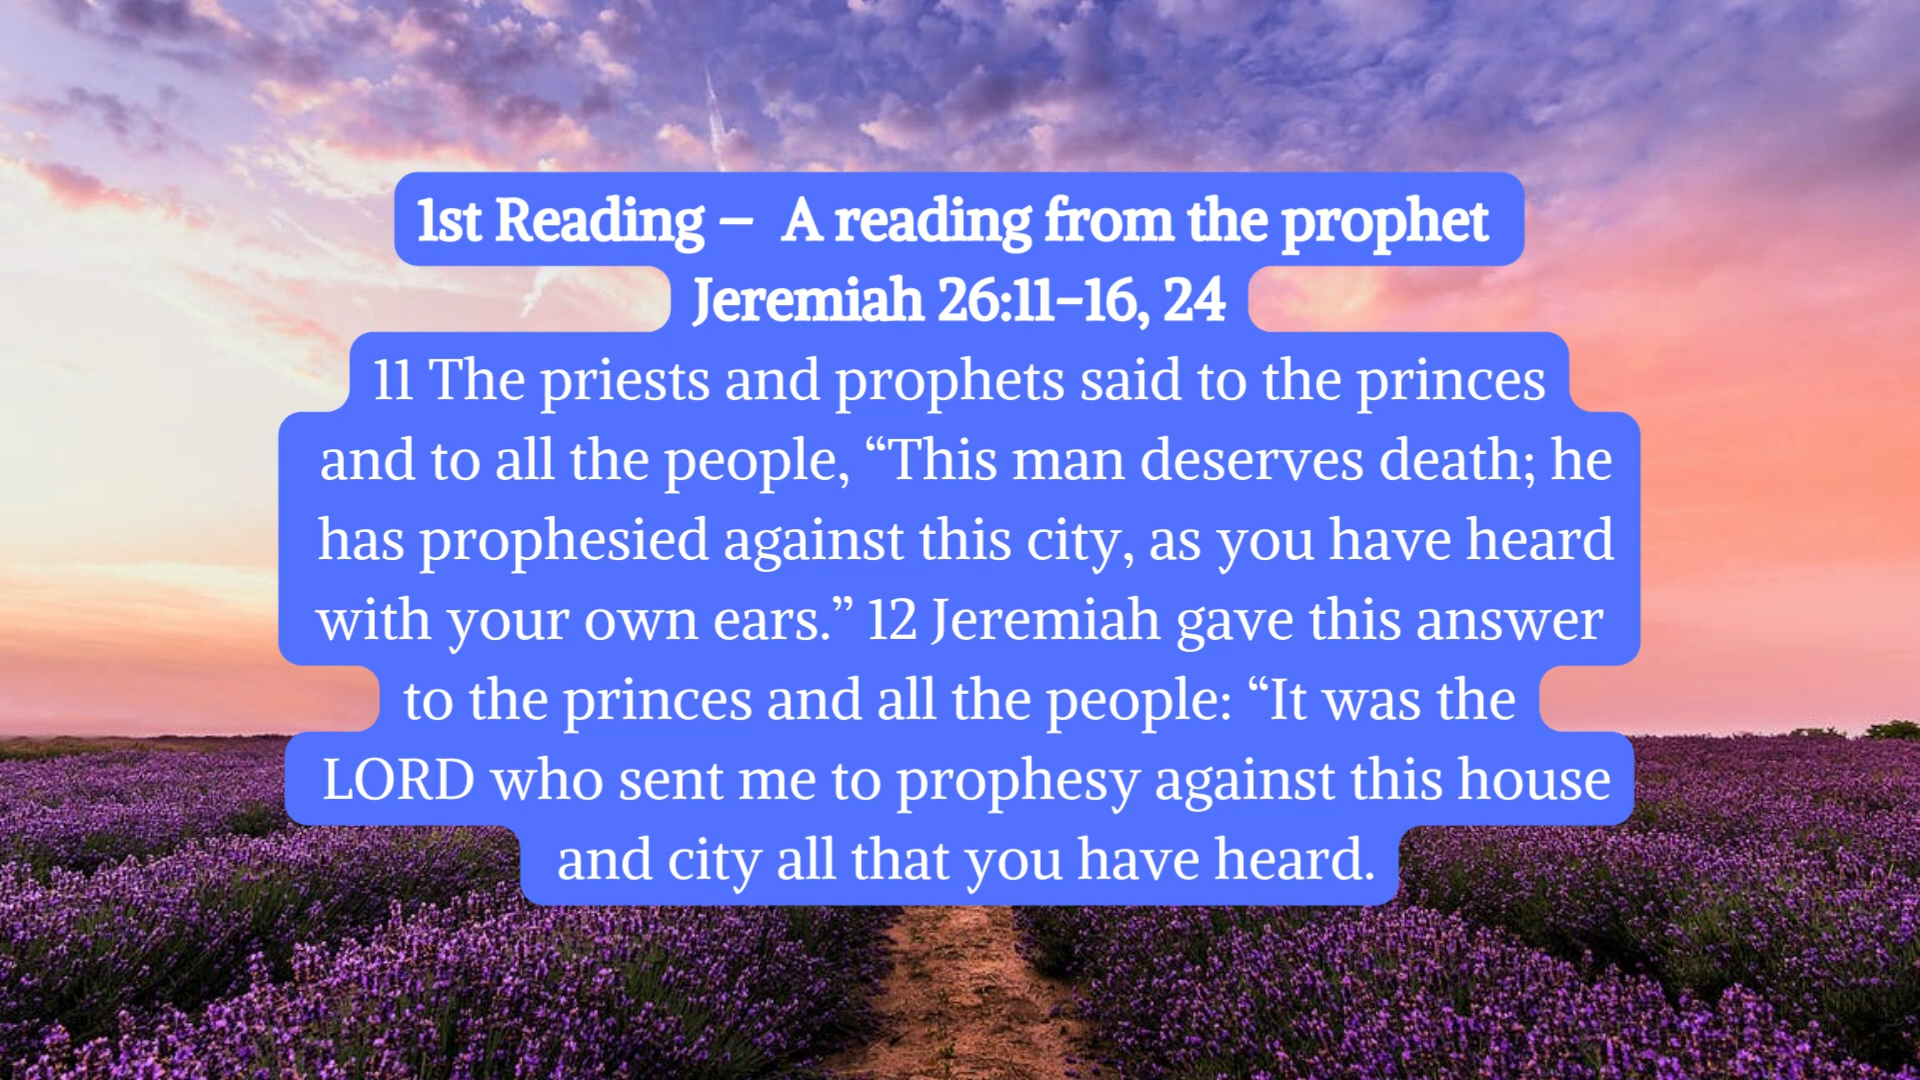 1st Reading –  A reading from the prophet
Jeremiah 26:11-16, 24
11 The priests and prophets said to the princes
and to all the people, “This man deserves death; he
has prophesied against this city, as you have heard
with your own ears.” 12 Jeremiah gave this answer
to the princes and all the people: “It was the
LORD who sent me to prophesy against this house
and city all that you have heard.